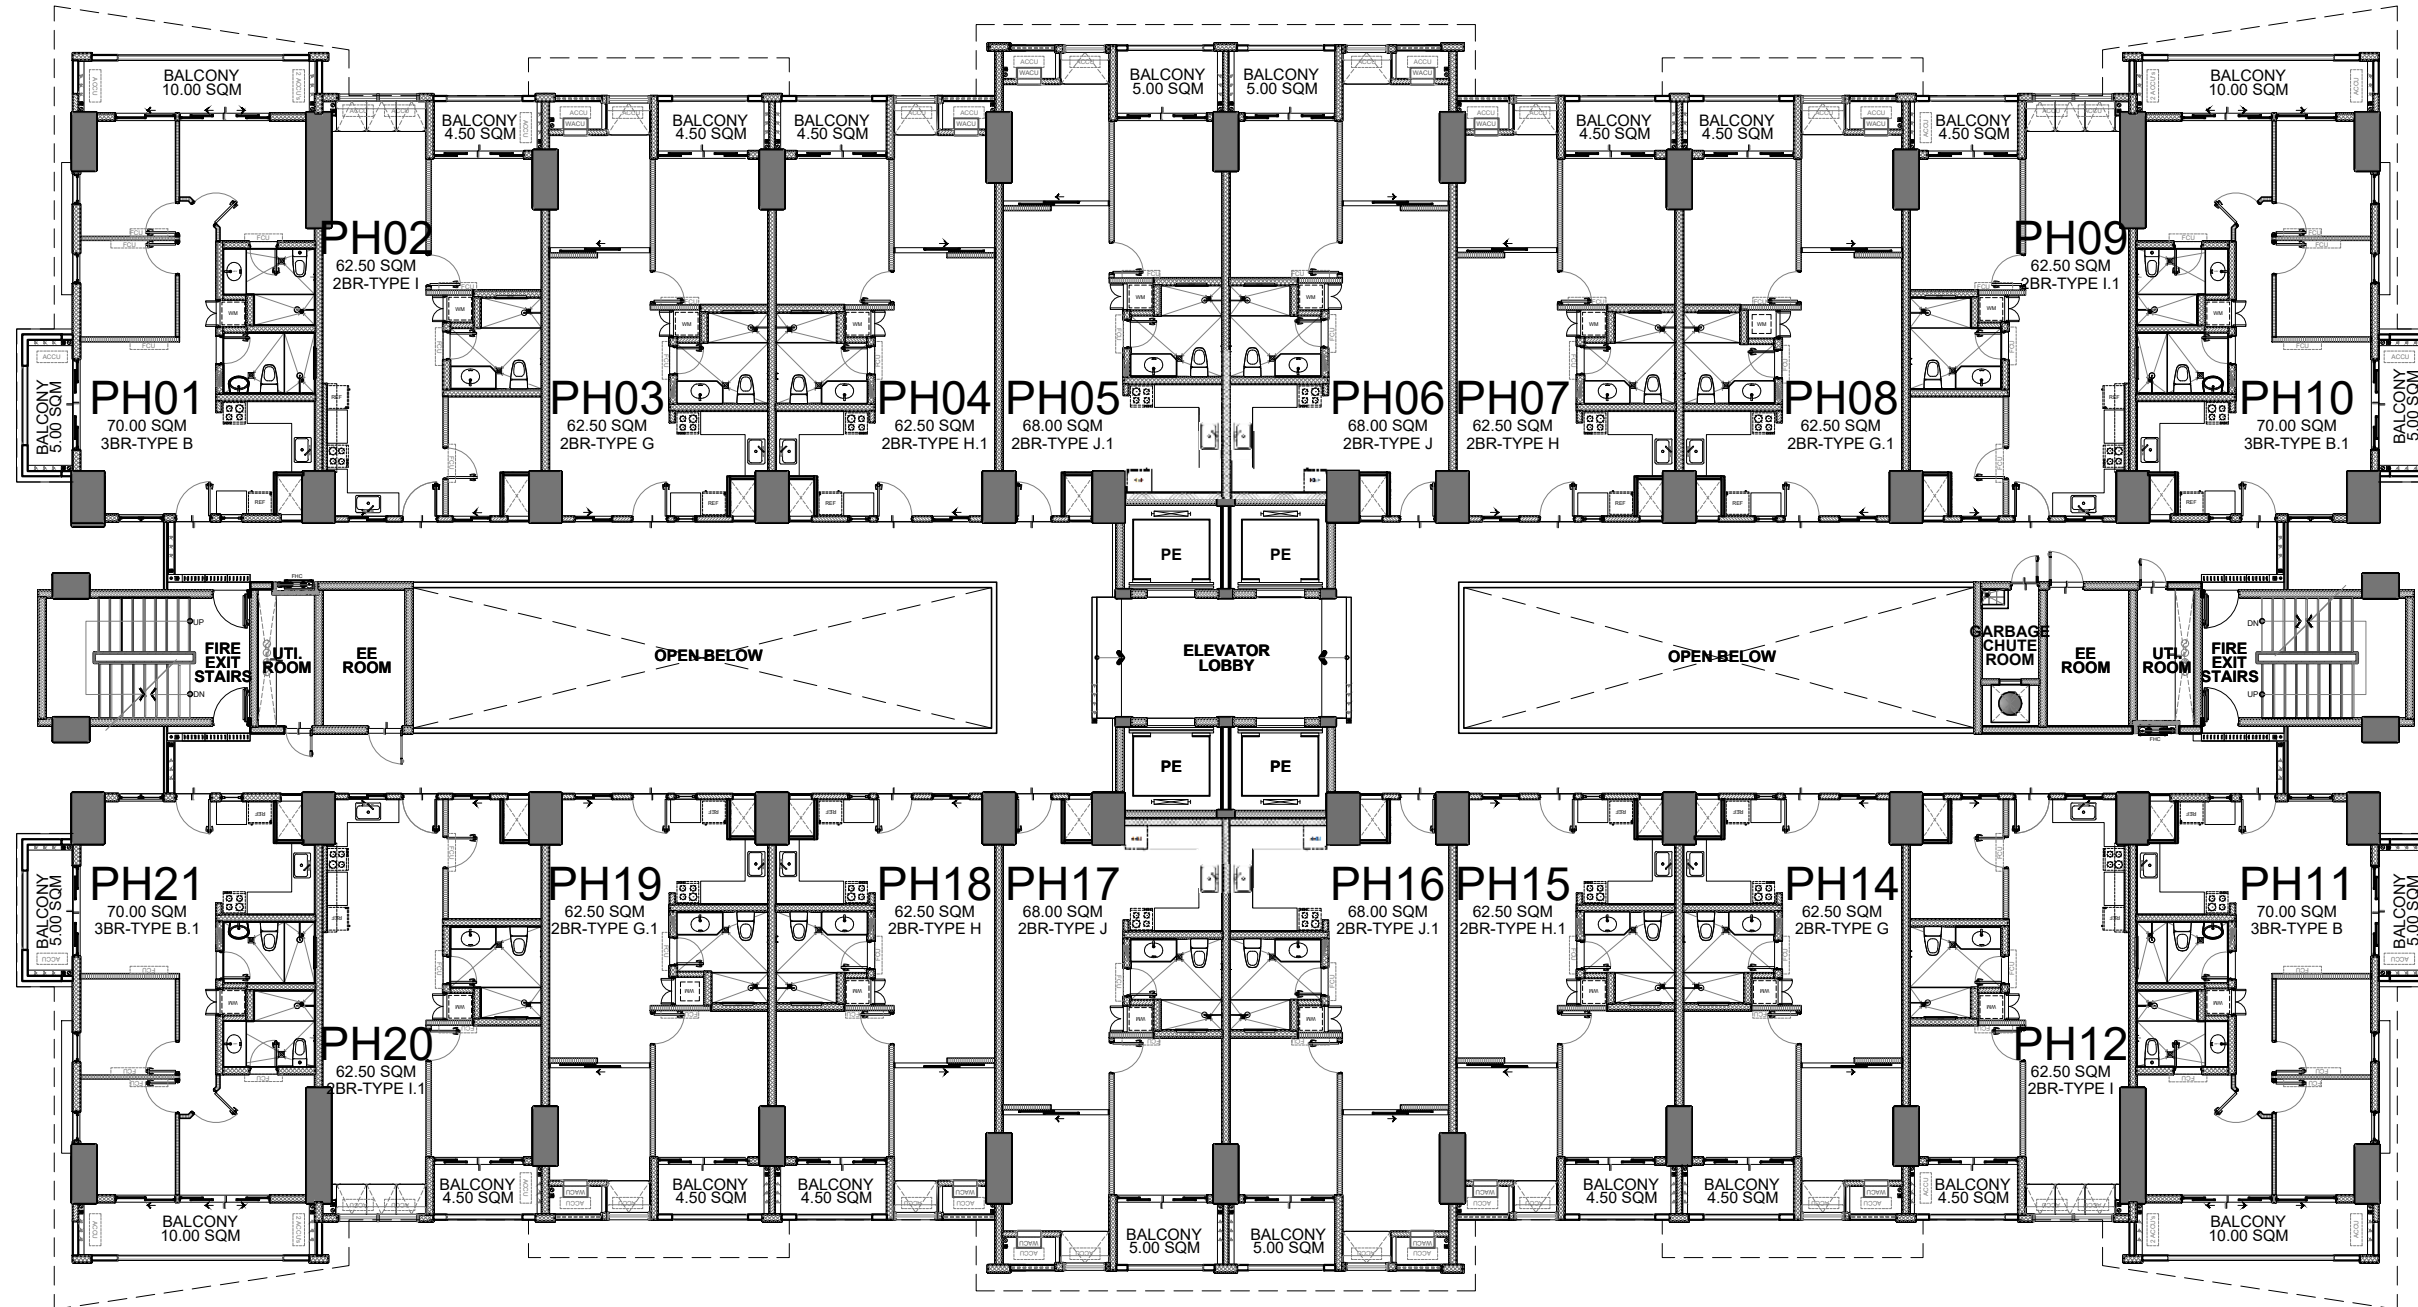 BALCONY
10.00 SQM
BALCONY
4.50 SQM
BALCONY
4.50 SQM
BALCONY
4.50 SQM
BALCONY
5.00 SQM
BALCONY
5.00 SQM
BALCONY
4.50 SQM
BALCONY
4.50 SQM
BALCONY
4.50 SQM
BALCONY
10.00 SQM
PH02
62.50 SQM
2BR-TYPE I
PH09
62.50 SQM
2BR-TYPE I.1
BALCONY
5.00 SQM
PH01
70.00 SQM
3BR-TYPE B
PH03
62.50 SQM
2BR-TYPE G
PH04
62.50 SQM
2BR-TYPE H.1
PH05
68.00 SQM
2BR-TYPE J.1
PH06
68.00 SQM
2BR-TYPE J
PH07
62.50 SQM
2BR-TYPE H
PH08
62.50 SQM
2BR-TYPE G.1
PH10
70.00 SQM
3BR-TYPE B.1
BALCONY
5.00 SQM
PE
PE
UP
DN
FIRE
EXIT
STAIRS
UTI.
ROOM
EE
ROOM
OPEN BELOW
ELEVATOR
LOBBY
OPEN BELOW
GARBAGE
CHUTE
ROOM
EE
ROOM
UTI.
ROOM
FIRE
EXIT
STAIRS
DN
UP
FHC
FHC
PE
PE
BALCONY
5.00 SQM
PH21
70.00 SQM
3BR-TYPE B.1
PH19
62.50 SQM
2BR-TYPE G.1
PH18
62.50 SQM
2BR-TYPE H
PH17
68.00 SQM
2BR-TYPE J
PH16
68.00 SQM
2BR-TYPE J.1
PH15
62.50 SQM
2BR-TYPE H.1
PH14
62.50 SQM
2BR-TYPE G
PH11
70.00 SQM
3BR-TYPE B
BALCONY
5.00 SQM
PH20
62.50 SQM
2BR-TYPE I.1
PH12
62.50 SQM
2BR-TYPE I
BALCONY
10.00 SQM
BALCONY
4.50 SQM
BALCONY
4.50 SQM
BALCONY
4.50 SQM
BALCONY
5.00 SQM
BALCONY
5.00 SQM
BALCONY
4.50 SQM
BALCONY
4.50 SQM
BALCONY
4.50 SQM
BALCONY
10.00 SQM